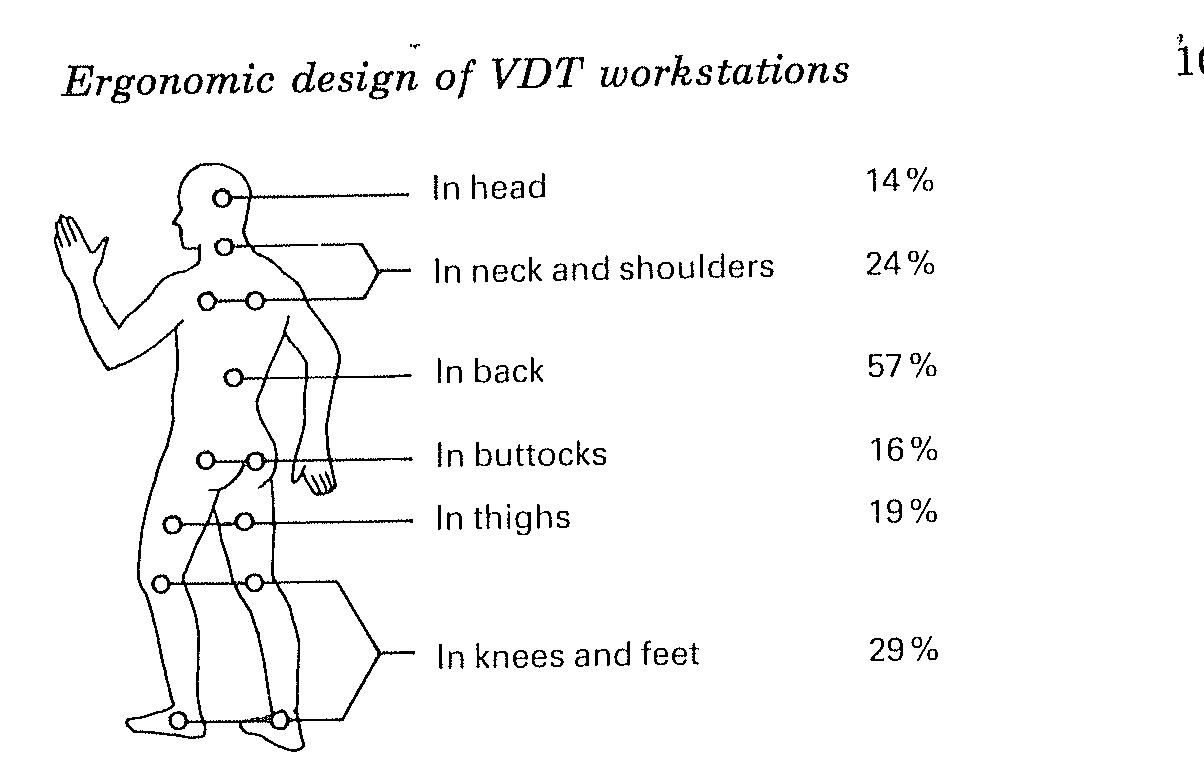 Ergonomic design of VDT workstations
In head 14%
In neck and shoulders 24%
In back 57%
In buttocks 16%
In thighs 19%
In knees and feet 29%